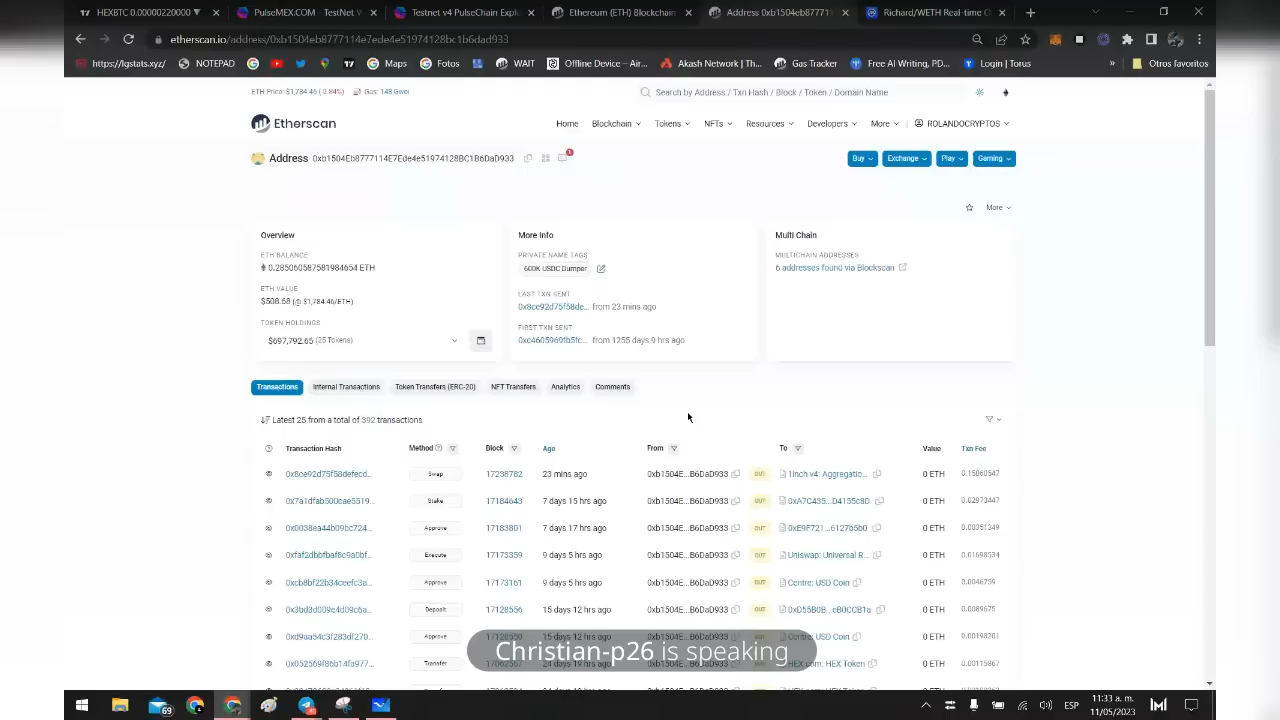 HEXBTC 0.00000220000 ▼
PulseMEX.COM - Testnet Exp
Testnet v4 PulseChain Explore
Ethereum (ETH) Blockchain
Address 0xb1504eb87771
Richard/WETH Real-time O
etherscan.io/address/0xb1504eb8777114e7ede4e51974128bc1b6dad933
https://lgstats.xyz/
NOTEPAD
Maps
Fotos
WAIT
Offline Device – Air...
Akash Network | Ak...
Gas Tracker
Free AI Writing, PD...
Login | Torus
»
Otros favoritos
ETH Price: $1,784.46 (-2.84%)
Gas: 148 Gwei
Search by Address / Txn Hash / Block / Token / Domain Name
Etherscan
Home
Blockchain
Tokens
NFTs
Resources
Developers
More
ROLANDOCRYPTOS
Address 0xb1504Eb8777114E7Ede4e51974128BC1B6DaD933
1
Buy
Exchange
Play
Gaming
More
Overview
ETH BALANCE
0.285060587581984654 ETH
ETH VALUE
$508.68 (@ $1,784.46/ETH)
TOKEN HOLDINGS
$697,792.65 (25 Tokens)
More Info
PRIVATE NAME TAGS
600K USDC Dumper
LAST TXN SENT
0x8ce92d75f58de... from 23 mins ago
FIRST TXN SENT
0xc4605969fb5fc... from 1255 days 9 hrs ago
Multi Chain
MULTICHAIN ADDRESSES
6 addresses found via Blockscan
Transactions
Internal Transactions
Token Transfers (ERC-20)
NFT Transfers
Analytics
Comments
Latest 25 from a total of 392 transactions
Transaction Hash Method Block Age From To Value Txn Fee
0x8ce92d75f58defecd... Swap 17238782 23 mins ago 0xb1504E...B6DaD933 OUT 1inch v4: Aggregatio... 0 ETH 0.15860547
0x7a1dfab500cae5519... Stake 17184643 7 days 15 hrs ago 0xb1504E...B6DaD933 OUT 0xA7C435...D4155c8D 0 ETH 0.02973447
0x0038ea44b09bc724... Approve 17183801 7 days 17 hrs ago 0xb1504E...B6DaD933 OUT 0xE9F721...6127b5b0 0 ETH 0.00351349
0xfaf2dbbfbaf8c9a0bf... Execute 17173359 9 days 5 hrs ago 0xb1504E...B6DaD933 OUT Uniswap: Universal R... 0 ETH 0.01698534
0xcb8bf22b34ceefc3a... Approve 17173161 9 days 5 hrs ago 0xb1504E...B6DaD933 OUT Centre: USD Coin 0 ETH 0.0046759
0x3bd3d009e4d09c6a... Deposit 17128556 15 days 12 hrs ago 0xb1504E...B6DaD933 OUT 0xD55B0B...eB0CCB1a 0 ETH 0.0089675
0xd9aa54c3f283df270... Approve 15 days 12 hrs ago 0xb1504E...B6DaD933 Centre: USD Coin 0 ETH 0.00198201
0x052569f86b14fa977... Transfer 24 days 19 hrs ago HEX.com: HEX Token 0 ETH 0.00115867
Christian-p26 is speaking
69
ESP
11:33 a. m.
11/05/2023